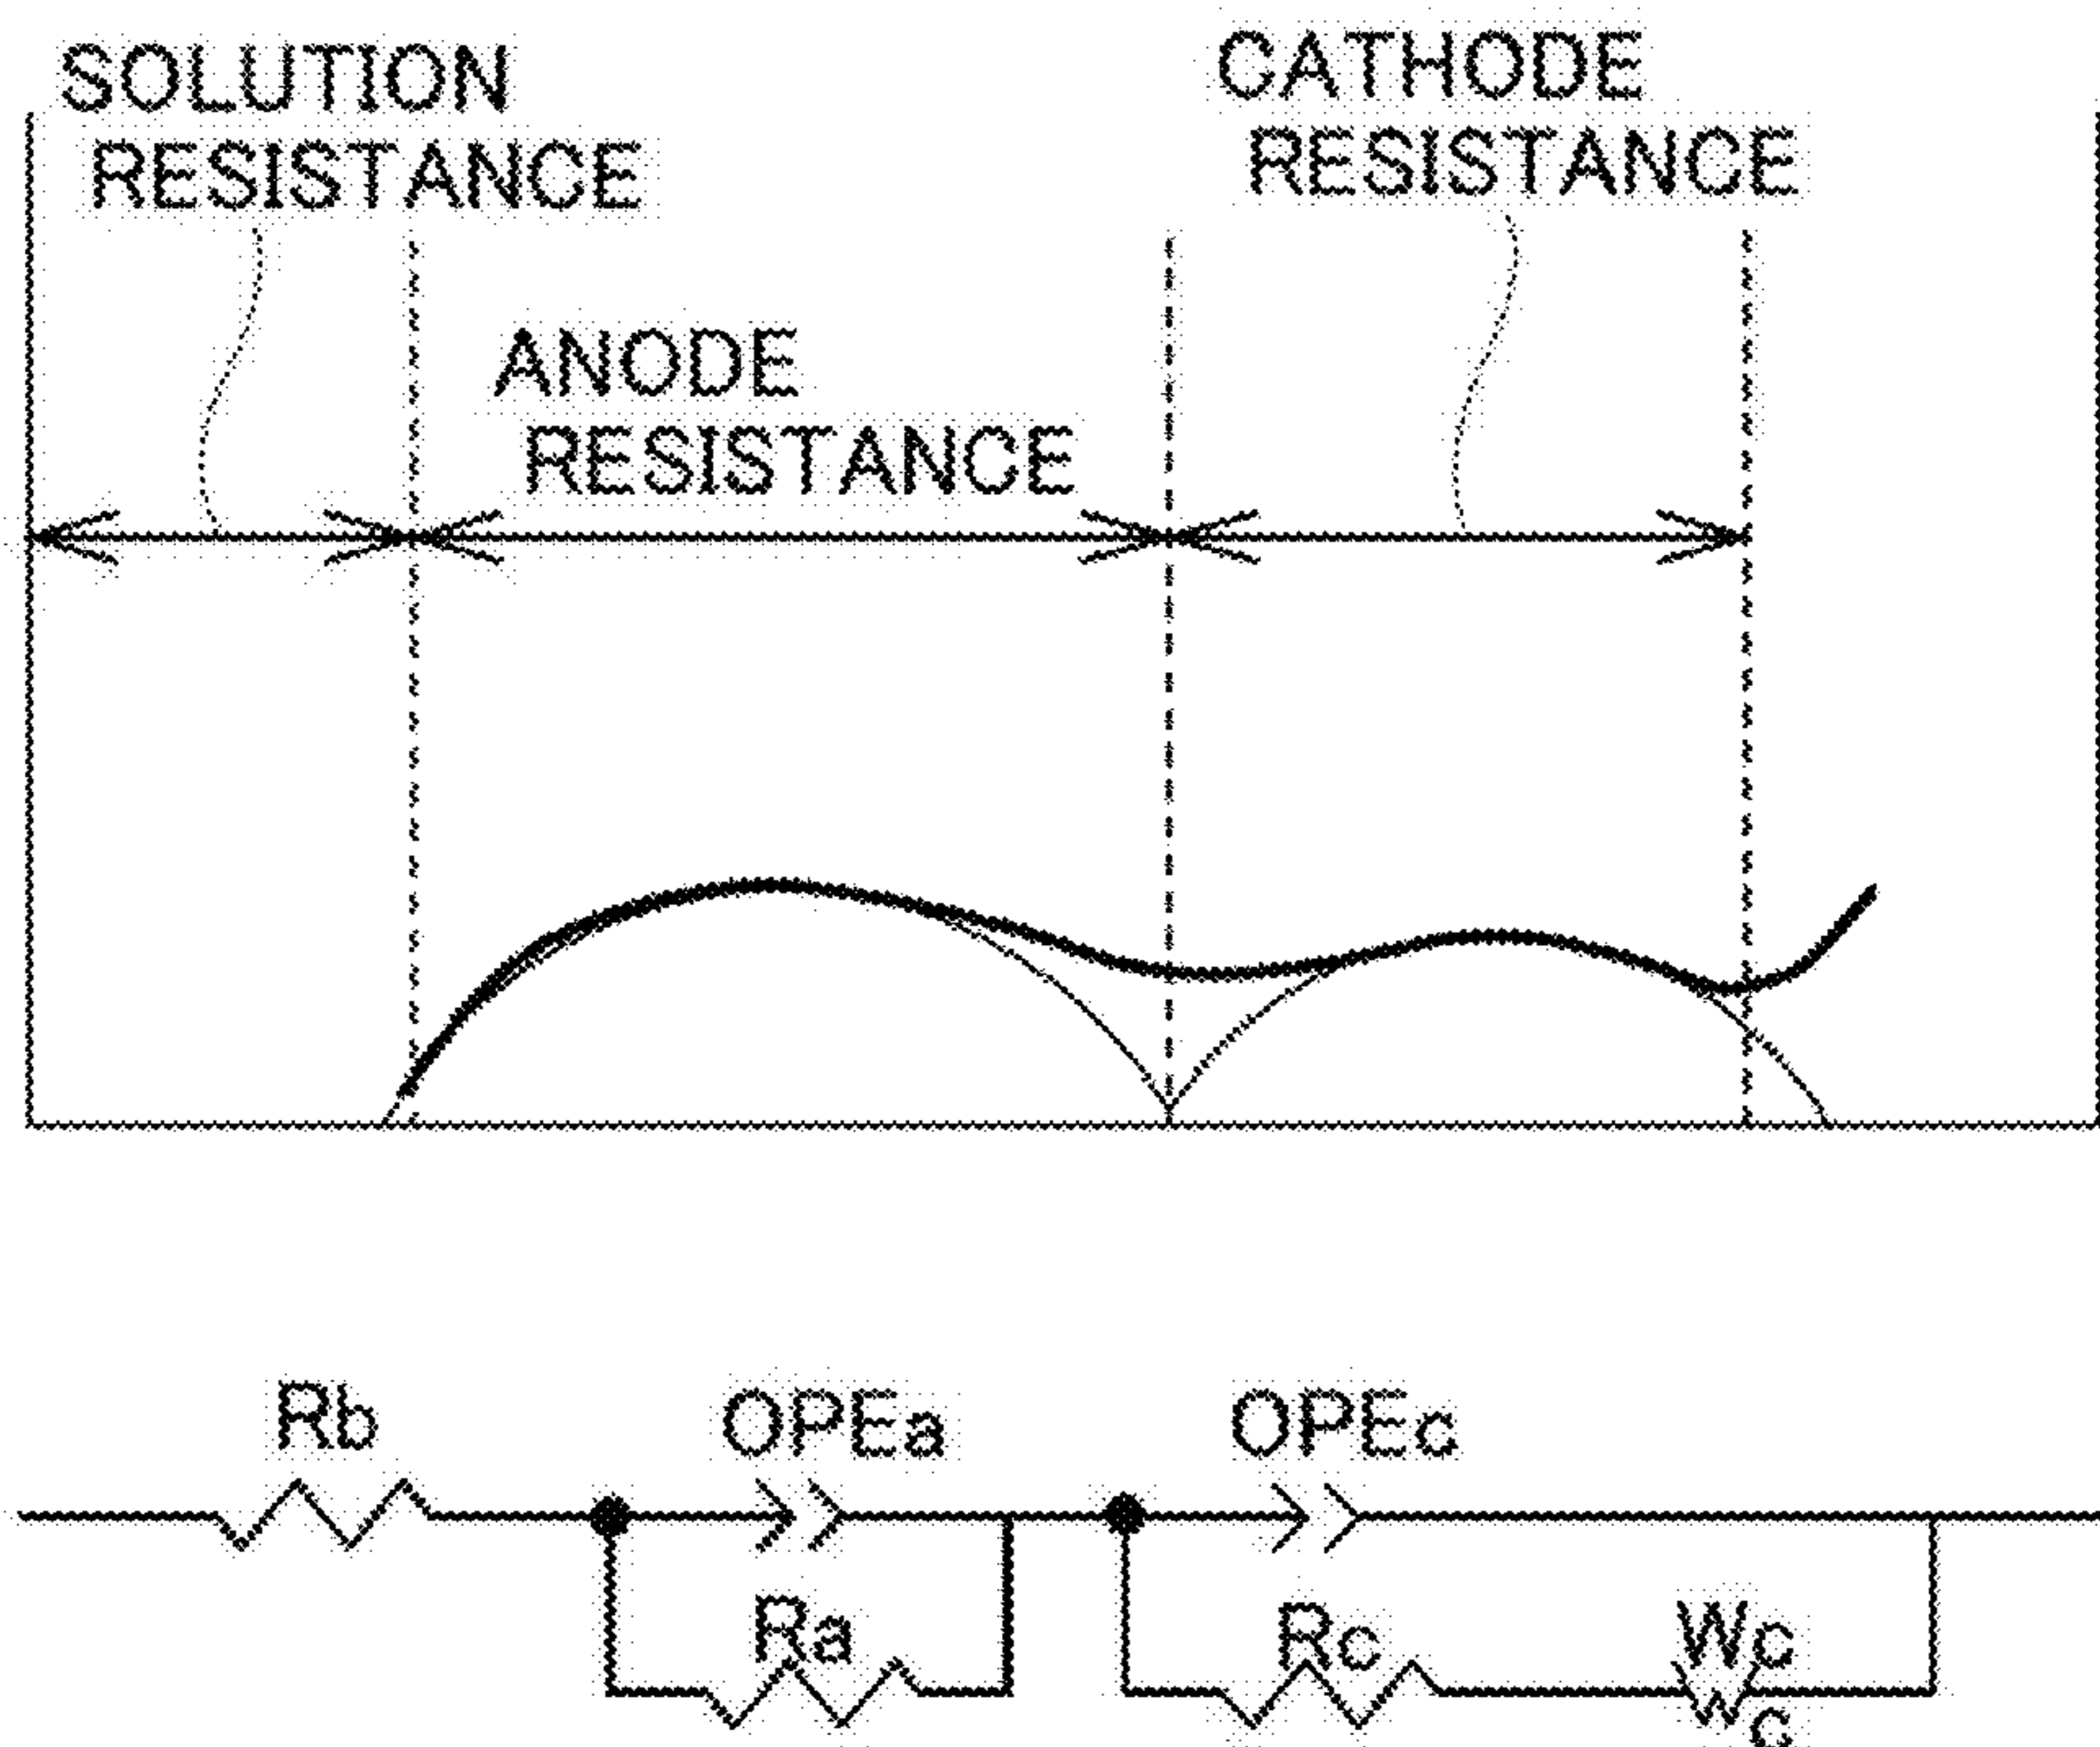 SOLUTION
RESISTANCE
CATHODE
RESISTANCE
ANODE
RESISTANCE
Rb
OPEa
OPEc
Ra
Rc
Wc
C